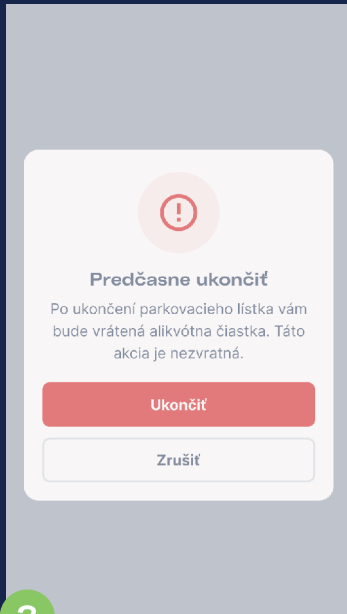 Predčasne ukončiť
Po ukončení parkovacieho lístka vám
bude vrátená alikvótna čiastka. Táto
akcia je nezvratná.
Ukončiť
Zrušiť